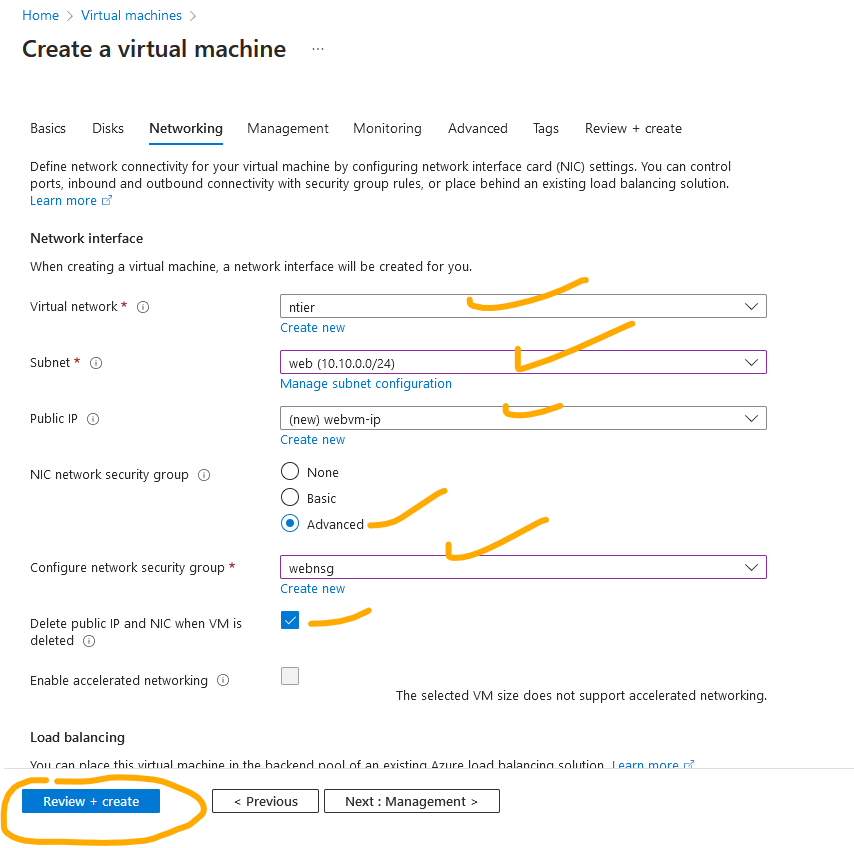 Home > Virtual machines >
Create a virtual machine ...
Basics Disks Networking Management Monitoring Advanced Tags Review + create
Define network connectivity for your virtual machine by configuring network interface card (NIC) settings. You can control
ports, inbound and outbound connectivity with security group rules, or place behind an existing load balancing solution.
Learn more
Network interface
When creating a virtual machine, a network interface will be created for you.
Virtual network *
ntier
Create new
Subnet *
web (10.10.0.0/24)
Manage subnet configuration
Public IP
(new) webvm-ip
Create new
NIC network security group
None
Basic
Advanced
Configure network security group *
webnsg
Create new
Delete public IP and NIC when VM is
deleted
Enable accelerated networking
The selected VM size does not support accelerated networking.
Load balancing
You can place this virtual machine in the backend pool of an existing Azure load balancing solution. Learn more
Review + create < Previous Next : Management >